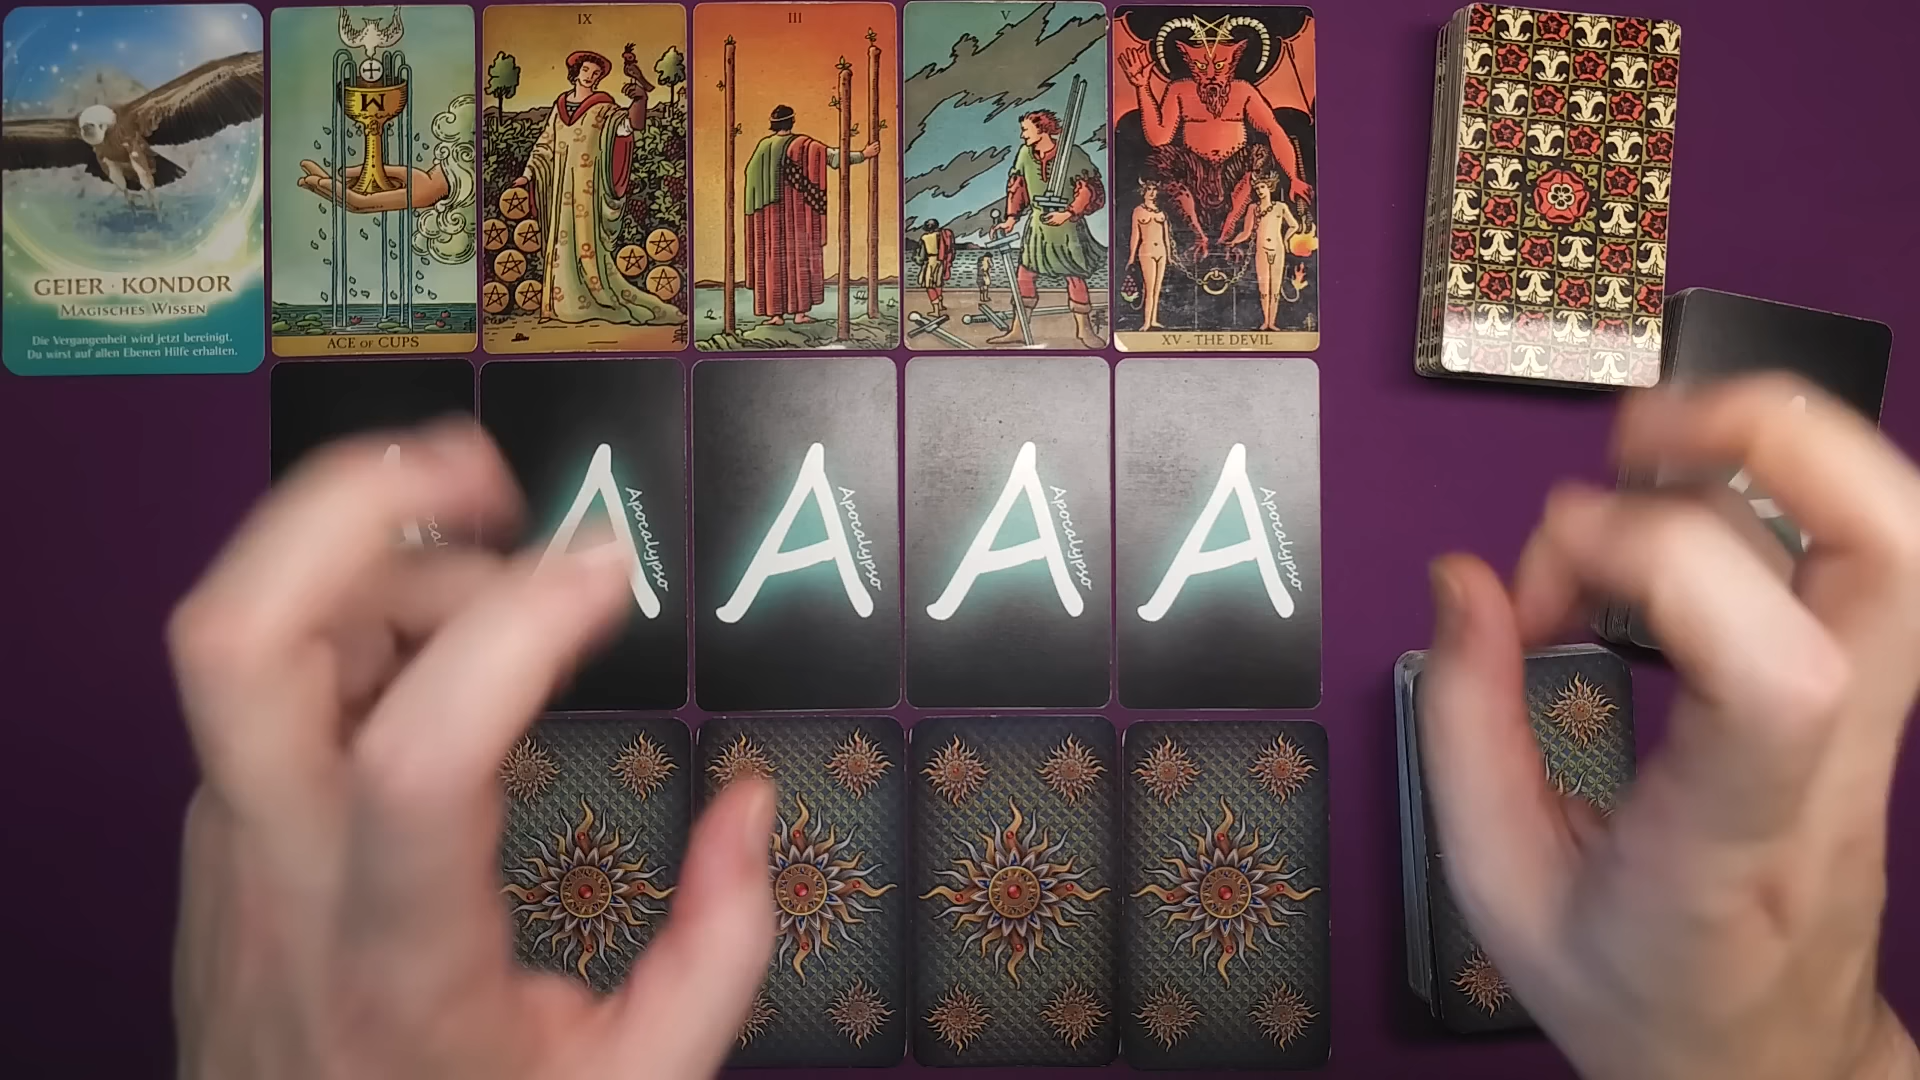 GEIER · KONDOR
MAGISCHES WISSEN
Die Vergangenheit wird jetzt bereinigt.
Du wirst auf allen Ebenen Hilfe erhalten.
W
ACE OF CUPS
IX
III
V
XV - THE DEVIL
A Apocalypso
A Apocalypso
A Apocalypso
A Apocalypso